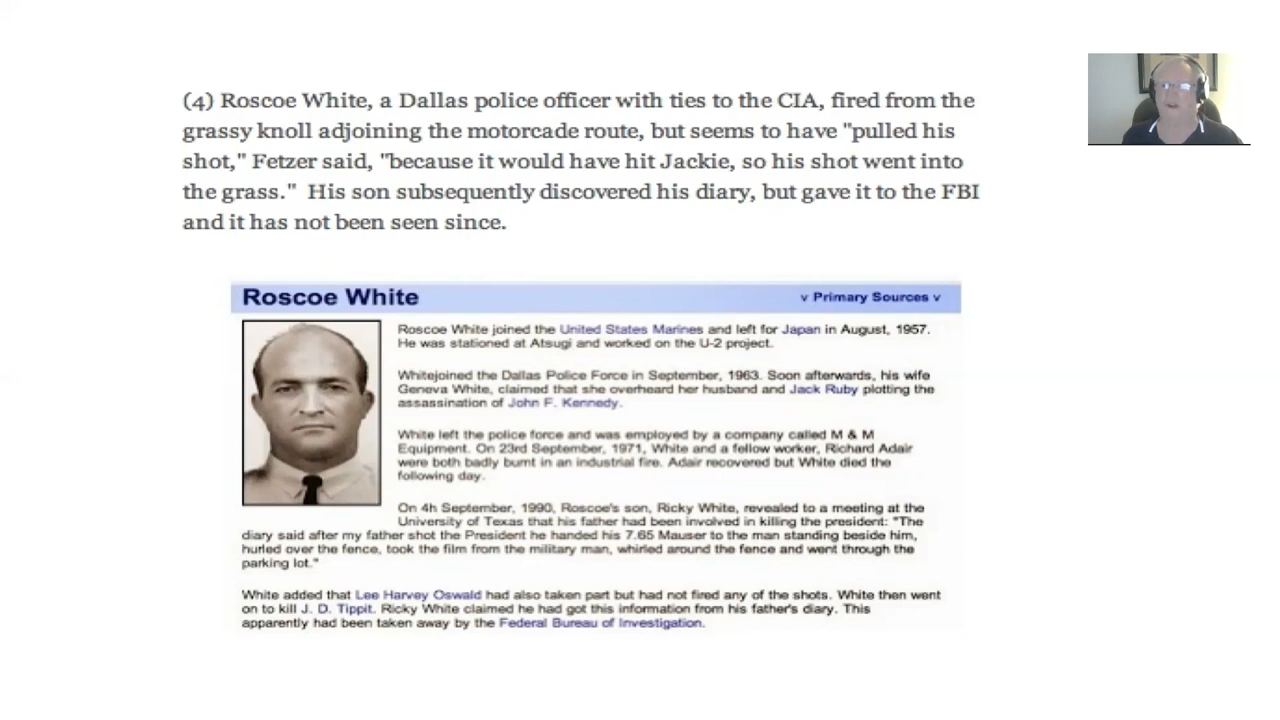 (4) Roscoe White, a Dallas police officer with ties to the CIA, fired from the
grassy knoll adjoining the motorcade route, but seems to have "pulled his
shot," Fetzer said, "because it would have hit Jackie, so his shot went into
the grass."  His son subsequently discovered his diary, but gave it to the FBI
and it has not been seen since.
Roscoe White
v Primary Sources v
Roscoe White joined the United States Marines and left for Japan in August, 1957.
He was stationed at Atsugi and worked on the U-2 project.
Whitejoined the Dallas Police Force in September, 1963. Soon afterwards, his wife
Geneva White, claimed that she overheard her husband and Jack Ruby plotting the
assassination of John F. Kennedy.
White left the police force and was employed by a company called M & M
Equipment. On 23rd September, 1971, White and a fellow worker, Richard Adair
were both badly burnt in an industrial fire. Adair recovered but White died the
following day.
On 4h September, 1990, Roscoe's son, Ricky White, revealed to a meeting at the
University of Texas that his father had been involved in killing the president: "The
diary said after my father shot the President he handed his 7.65 Mauser to the man standing beside him,
hurled over the fence, took the film from the military man, whirled around the fence and went through the
parking lot."
White added that Lee Harvey Oswald had also taken part but had not fired any of the shots. White then went
on to kill J. D. Tippit. Ricky White claimed he had got this information from his father's diary. This
apparently had been taken away by the Federal Bureau of Investigation.